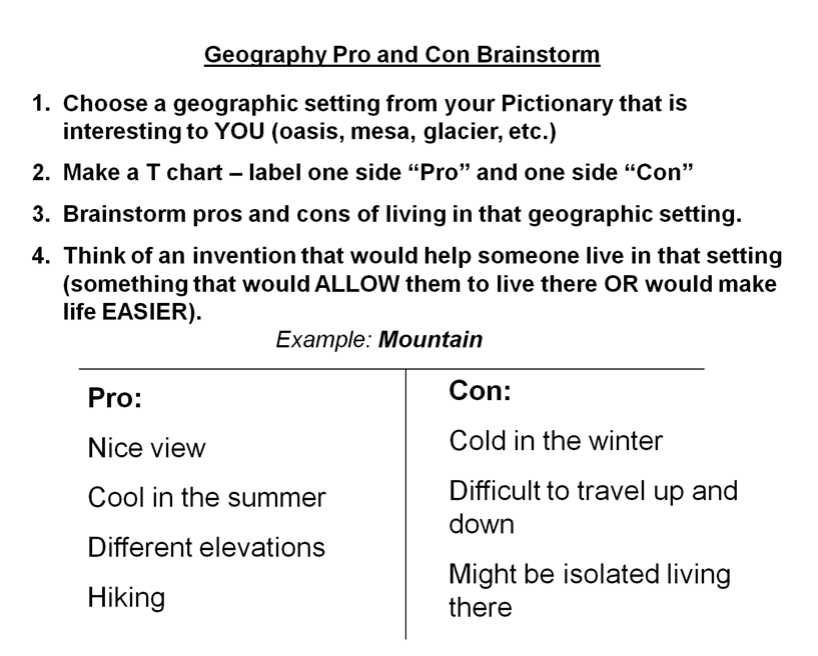 Geography Pro and Con Brainstorm
1. Choose a geographic setting from your Pictionary that is
interesting to YOU (oasis, mesa, glacier, etc.)
2. Make a T chart – label one side “Pro” and one side “Con”
3. Brainstorm pros and cons of living in that geographic setting.
4. Think of an invention that would help someone live in that setting
(something that would ALLOW them to live there OR would make
life EASIER).
Example: Mountain
Pro:
Nice view
Cool in the summer
Different elevations
Hiking
Con:
Cold in the winter
Difficult to travel up and
down
Might be isolated living
there